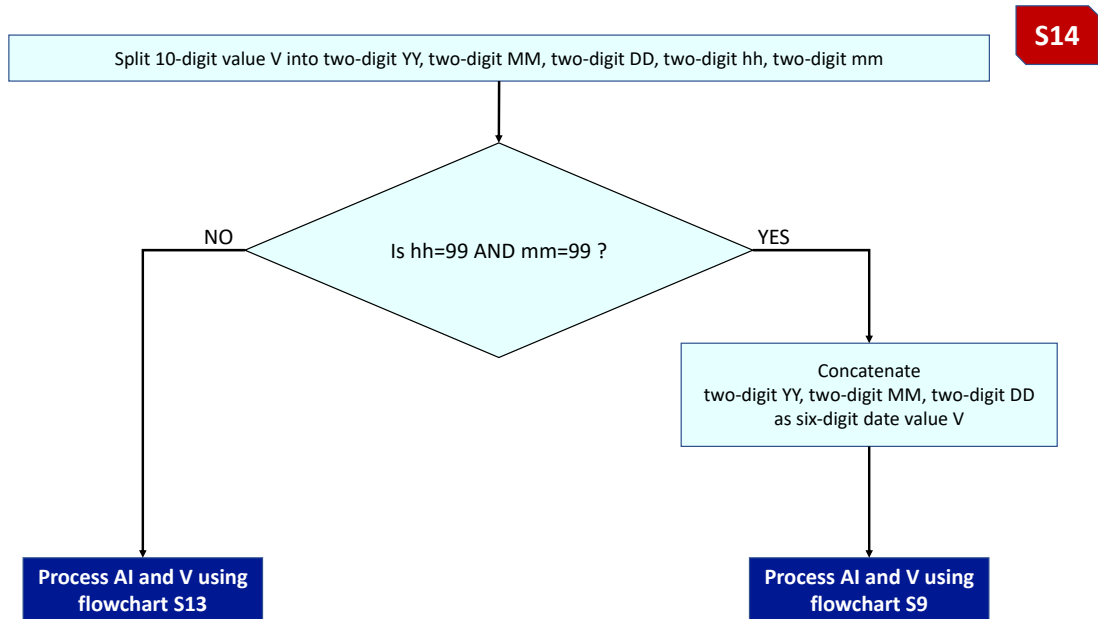 S14
Split 10-digit value V into two-digit YY, two-digit MM, two-digit DD, two-digit hh, two-digit mm
NO
Is hh=99 AND mm=99 ?
YES
Concatenate
two-digit YY, two-digit MM, two-digit DD
as six-digit date value V
Process AI and V using
flowchart S13
Process AI and V using
flowchart S9